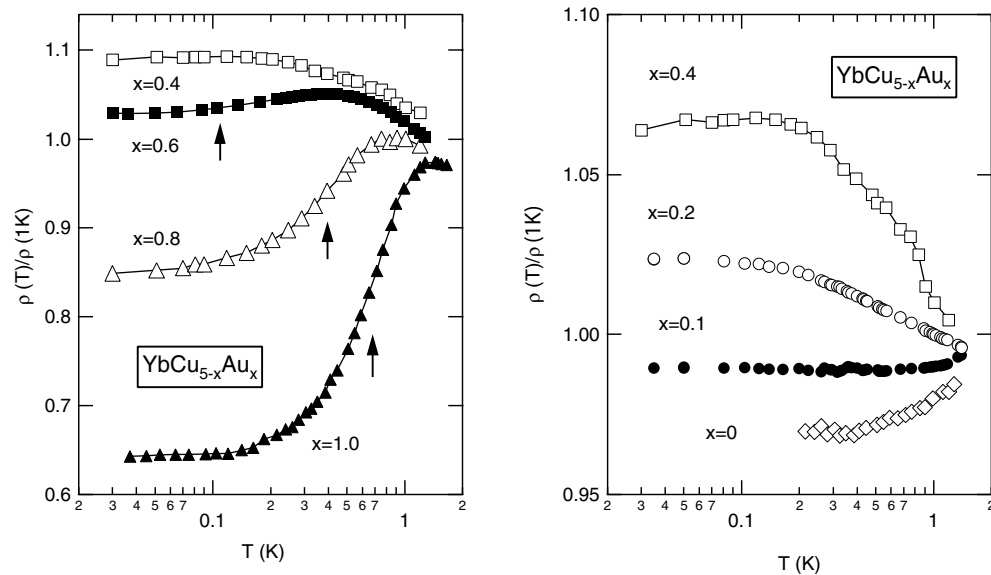 1.1
1.0
0.9
0.8
0.7
0.6
ρ (T)/ρ (1K)
x=0.4
x=0.6
x=0.8
YbCu5-xAux
x=1.0
2 3 4 5 6 7 0.1 2 3 4 5 6 7 1 2
T (K)
1.10
1.05
1.00
0.95
ρ (T)/ρ (1K)
YbCu5-xAux
x=0.4
x=0.2
x=0.1
x=0
2 3 4 5 6 7 0.1 2 3 4 5 6 7 1 2
T (K)